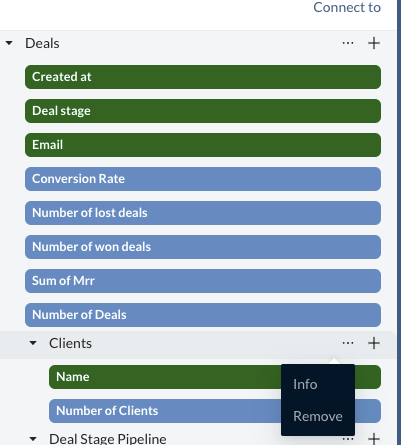 Connect to
Deals
Created at
Deal stage
Email
Conversion Rate
Number of lost deals
Number of won deals
Sum of Mrr
Number of Deals
Clients
Name
Info
Number of Clients
Remove
Deal Stage Pipeline